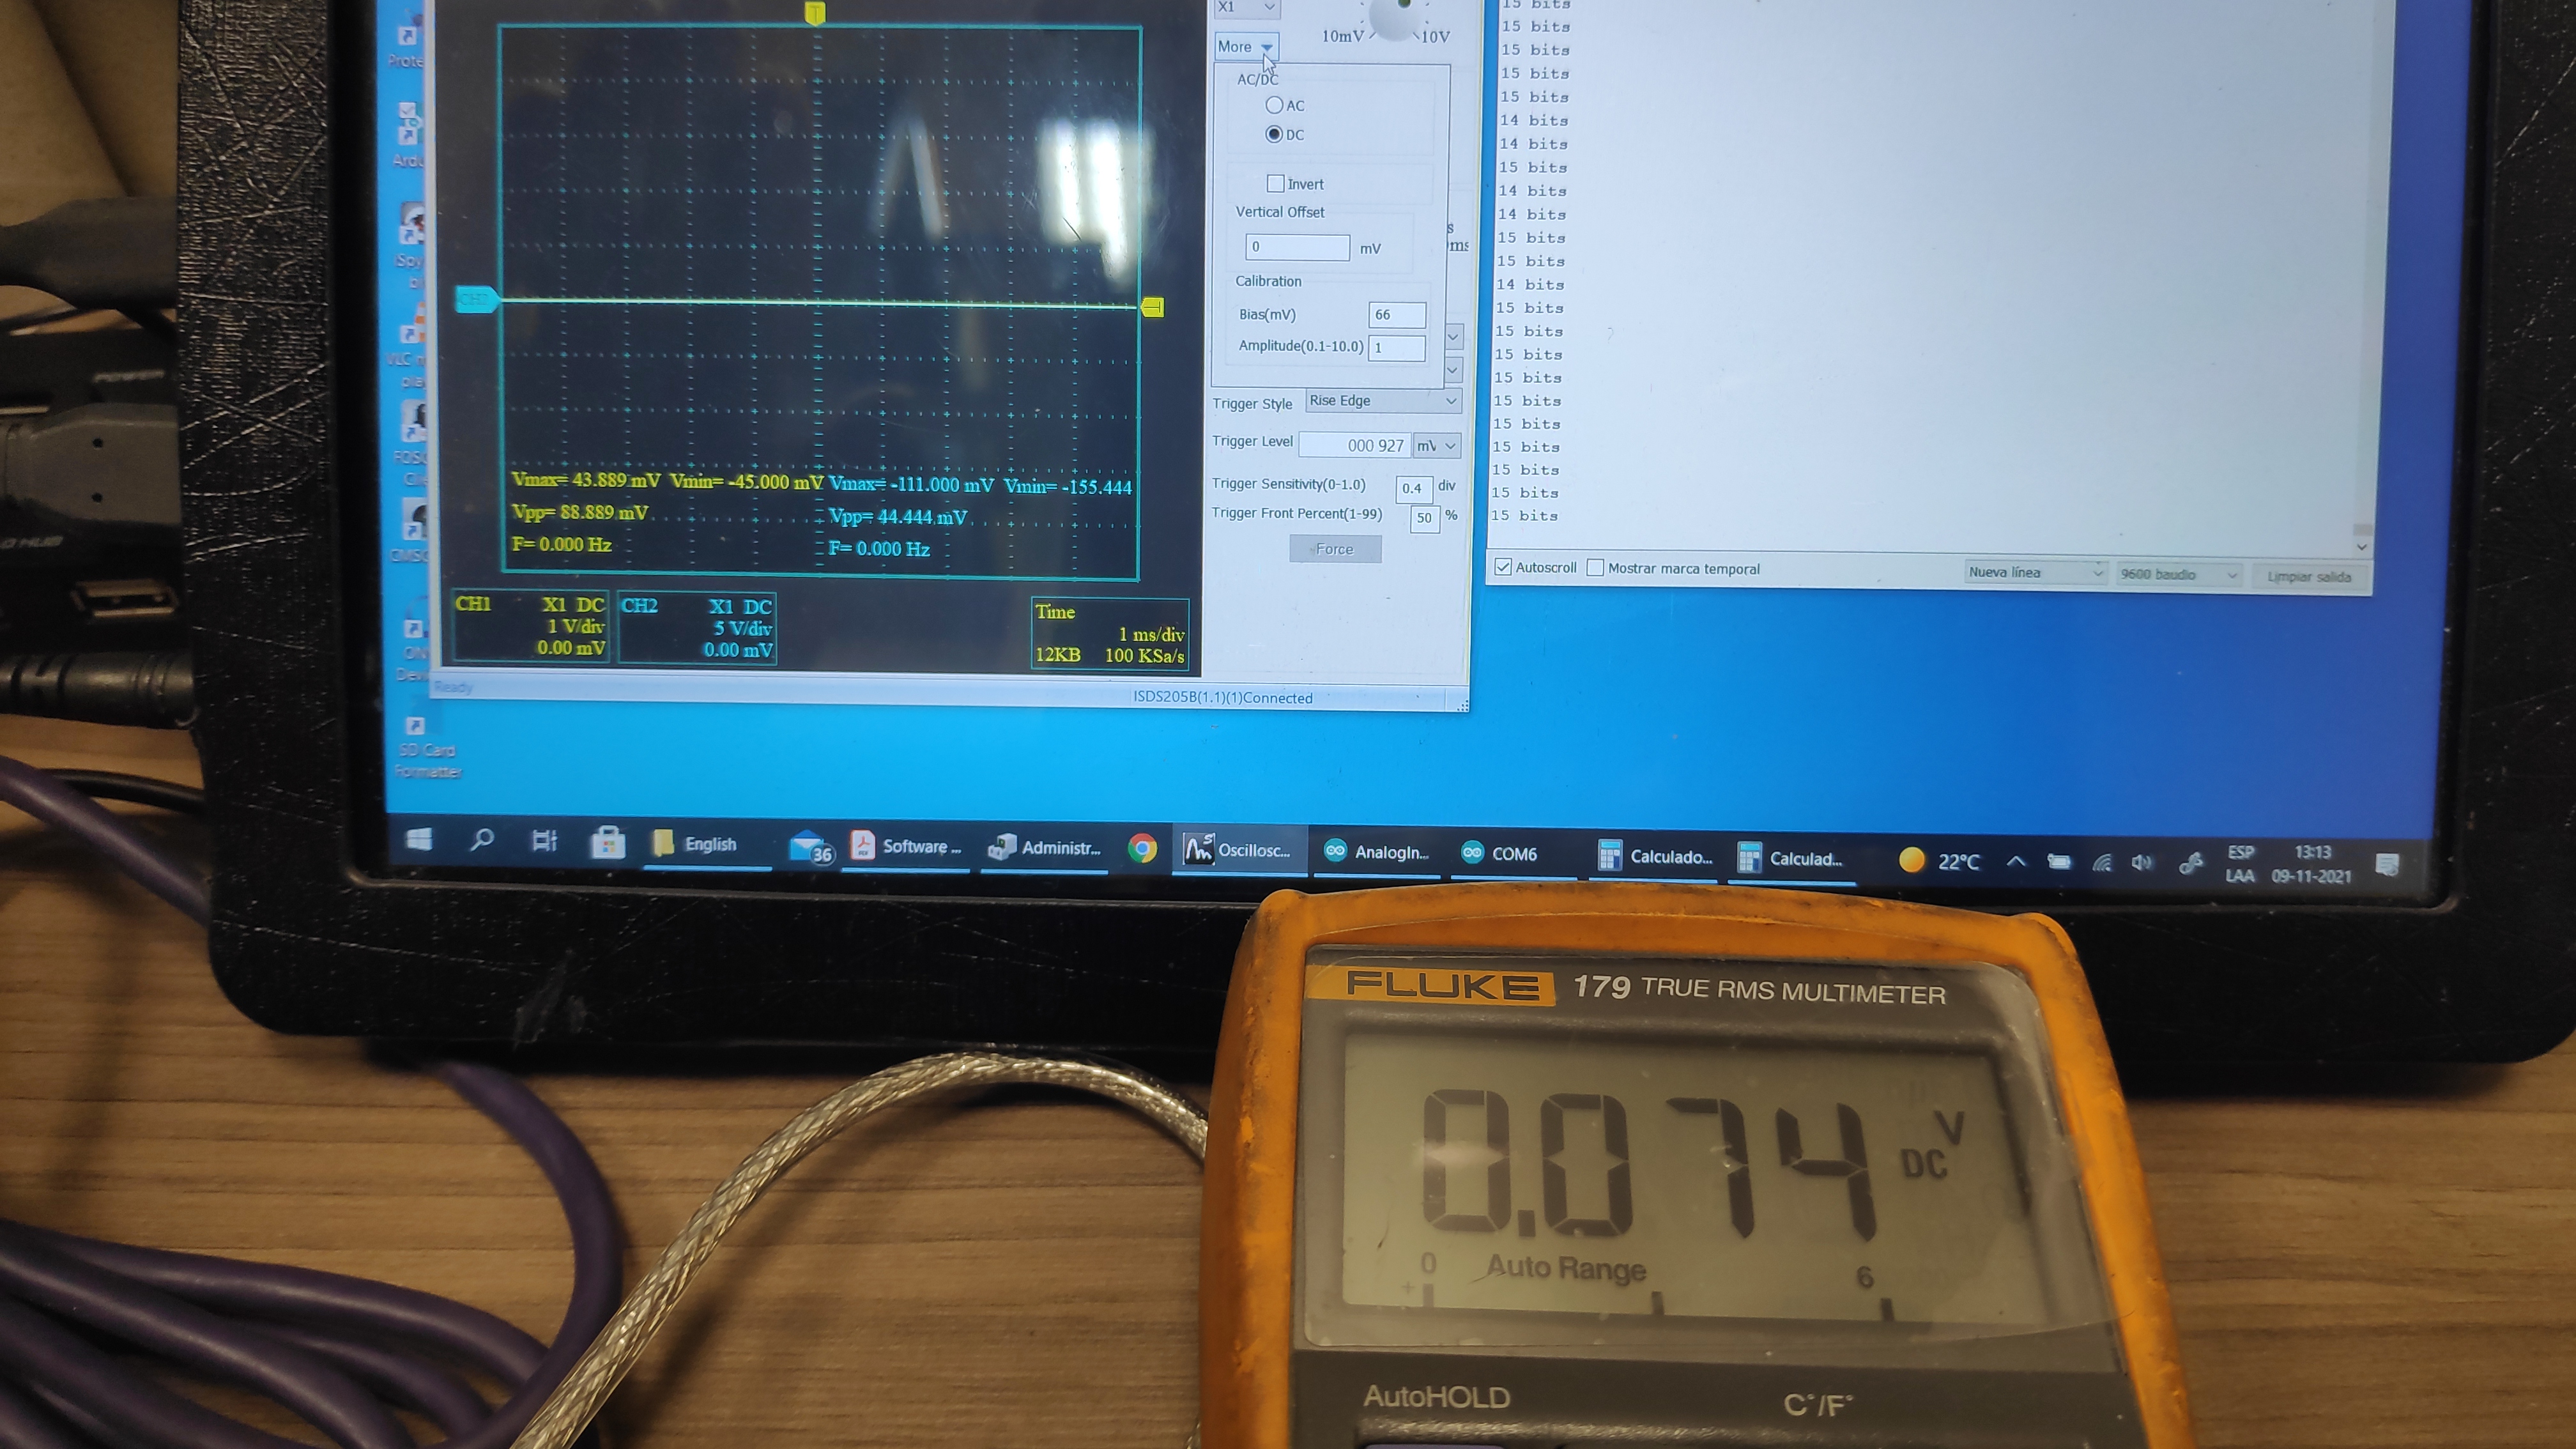 X1
More
10mV
10V
AC/DC
AC
DC
Invert
Vertical Offset
0 mV
Calibration
Bias(mV) 66
Amplitude(0.1-10.0) 1
Trigger Style Rise Edge
Trigger Level 000 927
Trigger Sensitivity(0-1.0) 0.4 div
Trigger Front Percent(1-99) 50 %
Force
T
Vmax= 43.889 mV Vmin= -45.000 mV Vmax= -111.000 mV Vmin= -155.444
Vpp= 88.889 mV Vpp= 44.444 mV
F= 0.000 Hz F= 0.000 Hz
CH1 X1 DC
1 V/div
0.00 mV
CH2 X1 DC
5 V/div
0.00 mV
Time
1 ms/div
12KB 100 KSa/s
Ready
ISDS205B(1.1)(1)Connected
15 bits
15 bits
15 bits
15 bits
15 bits
14 bits
14 bits
15 bits
14 bits
14 bits
15 bits
15 bits
14 bits
15 bits
15 bits
15 bits
15 bits
15 bits
15 bits
15 bits
15 bits
15 bits
15 bits
Autoscroll
Mostrar marca temporal
Nueva línea
9600 baudio
Limpiar salida
SD Card
Formatter
English
36
Software ...
Administr...
Oscillosc...
AnalogIn...
COM6
Calculado...
Calculad...
22°C
ESP
LAA
13:13
09-11-2021
FLUKE 179 TRUE RMS MULTIMETER
0.074 V
DC
0 Auto Range 6
AutoHOLD
C°/F°